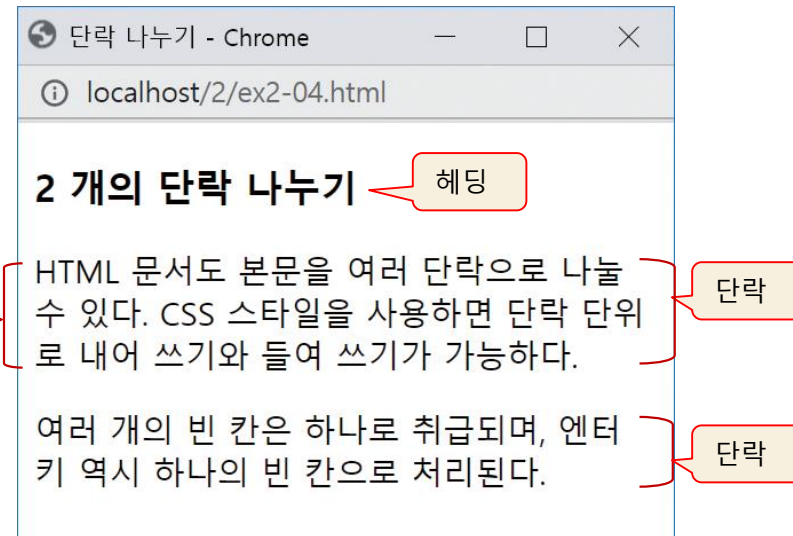 단락 나누기 - Chrome
localhost/2/ex2-04.html
2 개의 단락 나누기
헤딩
HTML 문서도 본문을 여러 단락으로 나눌
수 있다. CSS 스타일을 사용하면 단락 단위
로 내어 쓰기와 들여 쓰기가 가능하다.
단락
여러 개의 빈 칸은 하나로 취급되며, 엔터
키 역시 하나의 빈 칸으로 처리된다.
단락